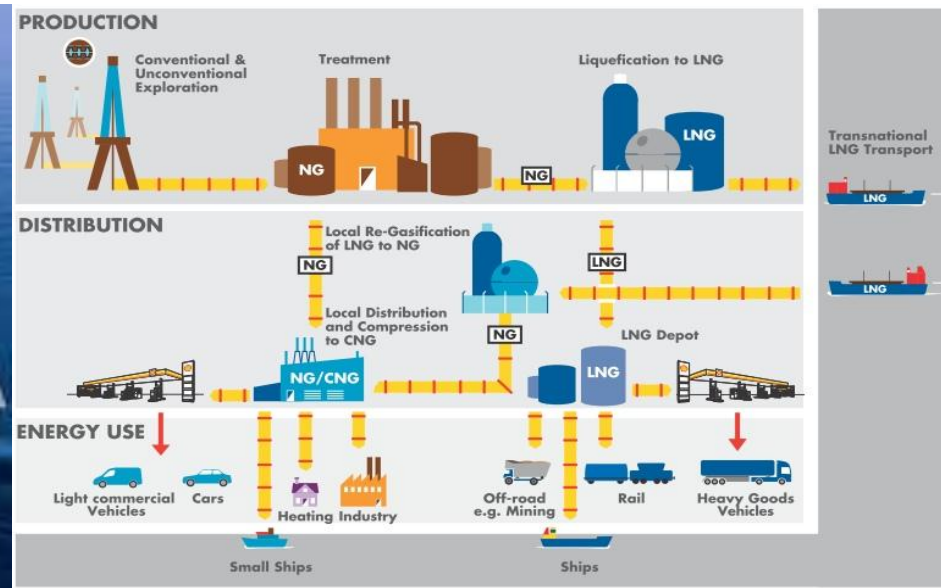 PRODUCTION
Conventional &
Unconventional
Exploration
Treatment
Liquefication to LNG
NG
NG
LNG
Transnational
LNG Transport
LNG
LNG
DISTRIBUTION
Local Re-Gasification
of LNG to NG
NG
LNG
Local Distribution
and Compression
to CNG
NG
LNG Depot
NG/CNG
LNG
ENERGY USE
Light commercial
Vehicles
Cars
Heating
Industry
Off-road
e.g. Mining
Rail
Heavy Goods
Vehicles
Small Ships
Ships